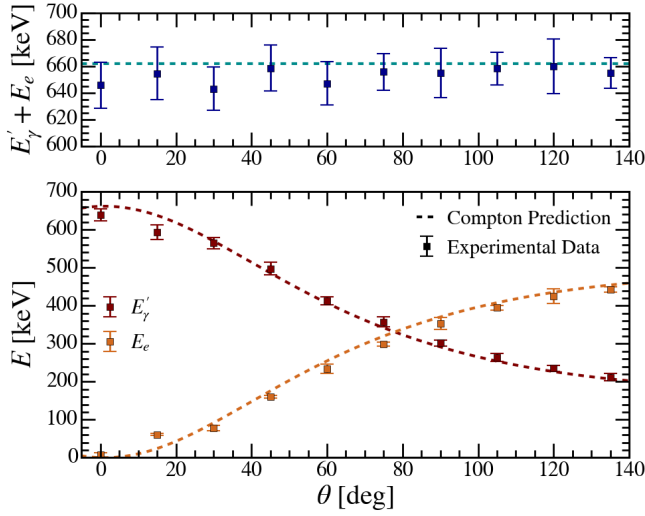 700
680
660
640
620
600
E′γ + Ee [keV]
0 20 40 60 80 100 120 140
700
600
500
400
300
200
100
0
E [keV]
Compton Prediction
Experimental Data
E′γ
Ee
0 20 40 60 80 100 120 140
θ [deg]